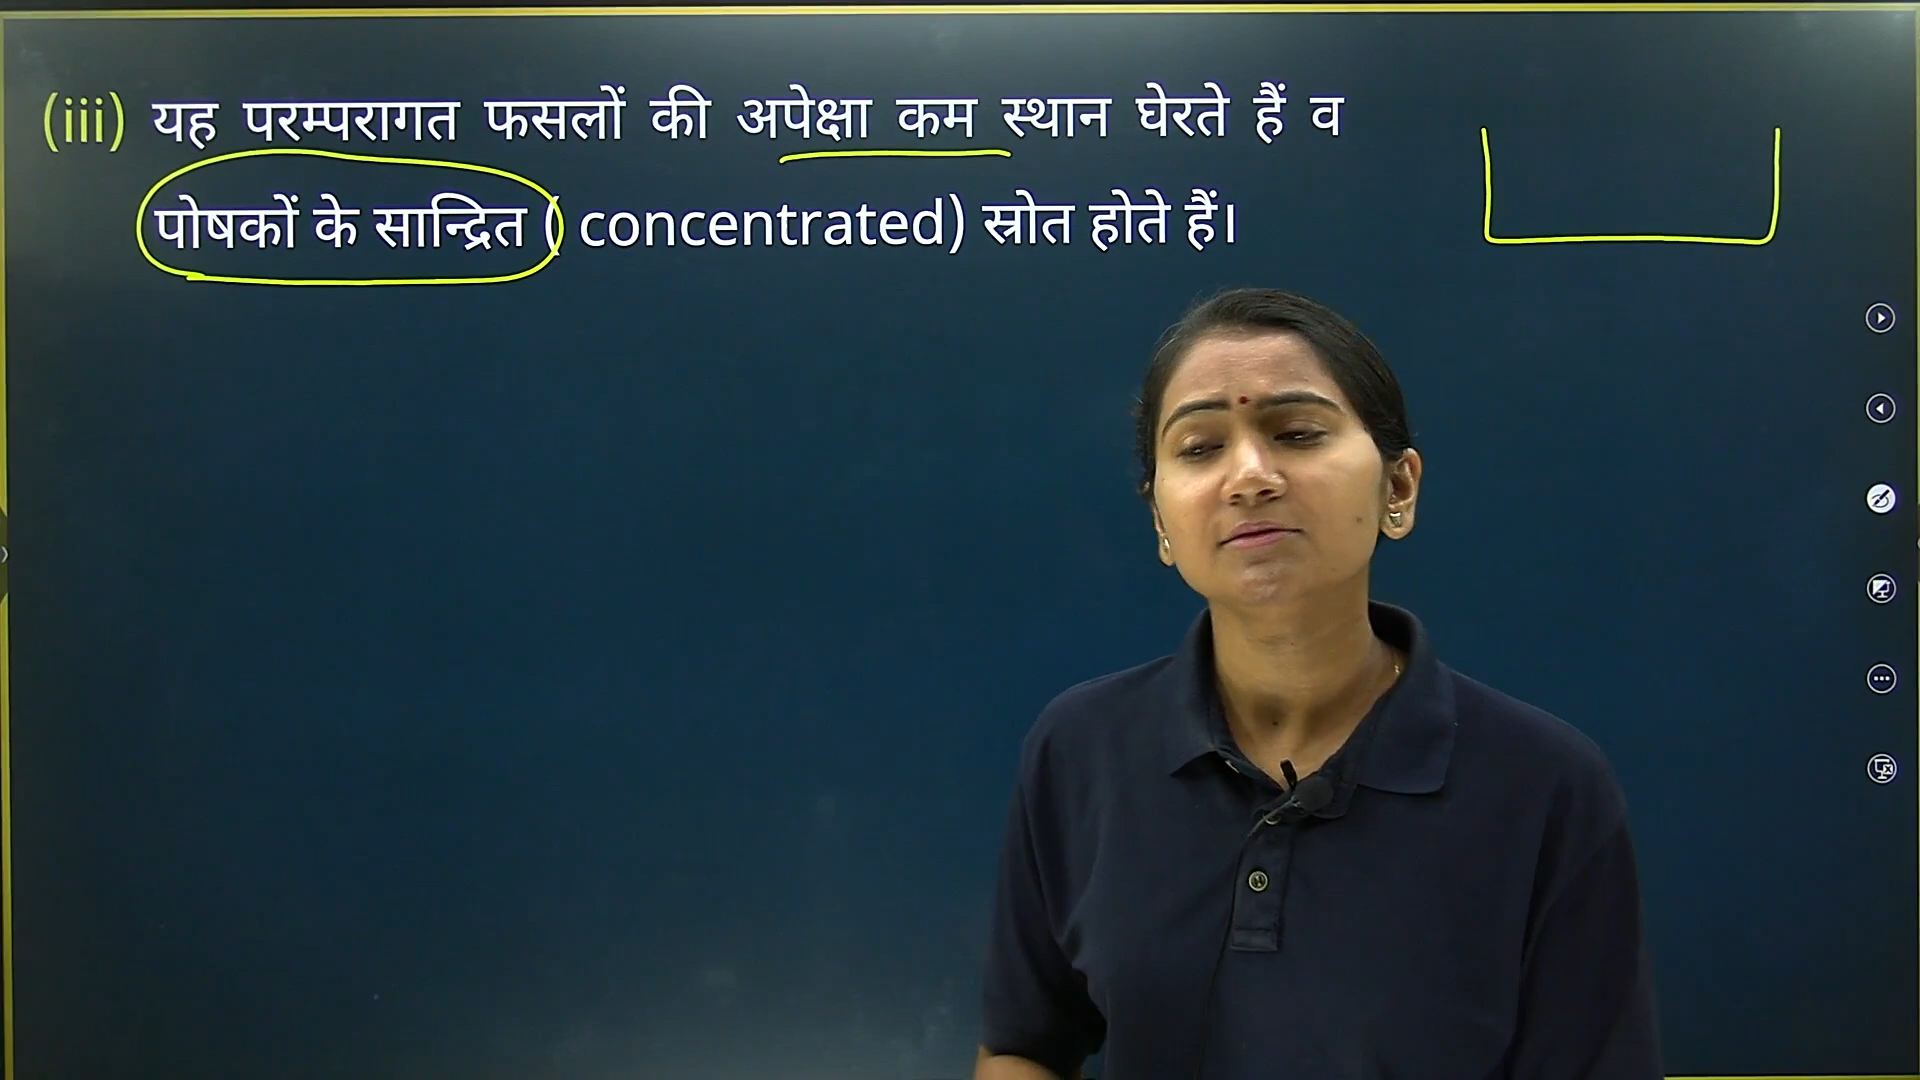 (iii) यह परम्परागत फसलों की अपेक्षा कम स्थान घेरते हैं व
पोषकों के सान्द्रित ( concentrated) स्रोत होते हैं।